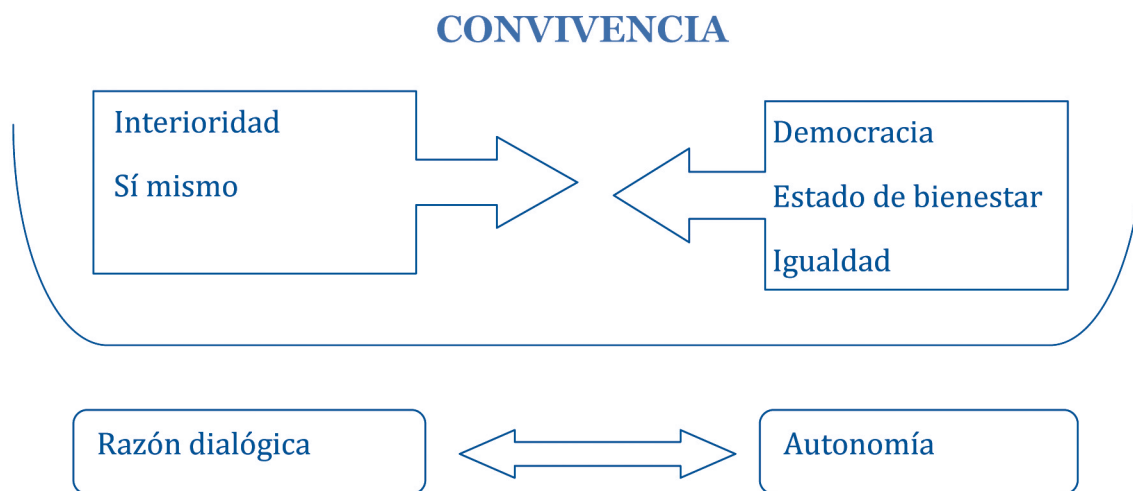 CONVIVENCIA
Interioridad
Sí mismo
Democracia
Estado de bienestar
Igualdad
Razón dialógica
Autonomía